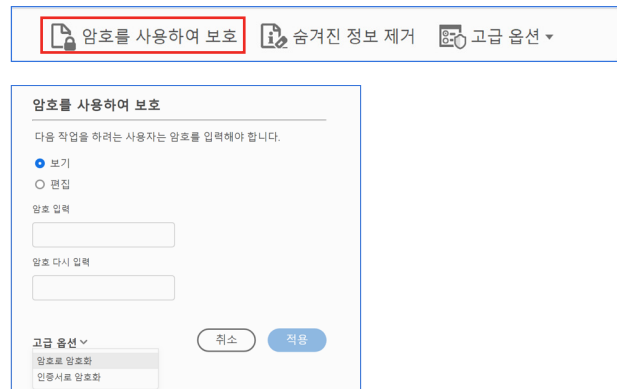 암호를 사용하여 보호 숨겨진 정보 제거 고급 옵션
암호를 사용하여 보호
다음 작업을 하려는 사용자는 암호를 입력해야 합니다.
보기
편집
암호 입력
암호 다시 입력
고급 옵션 취소 적용
암호로 암호화
인증서로 암호화